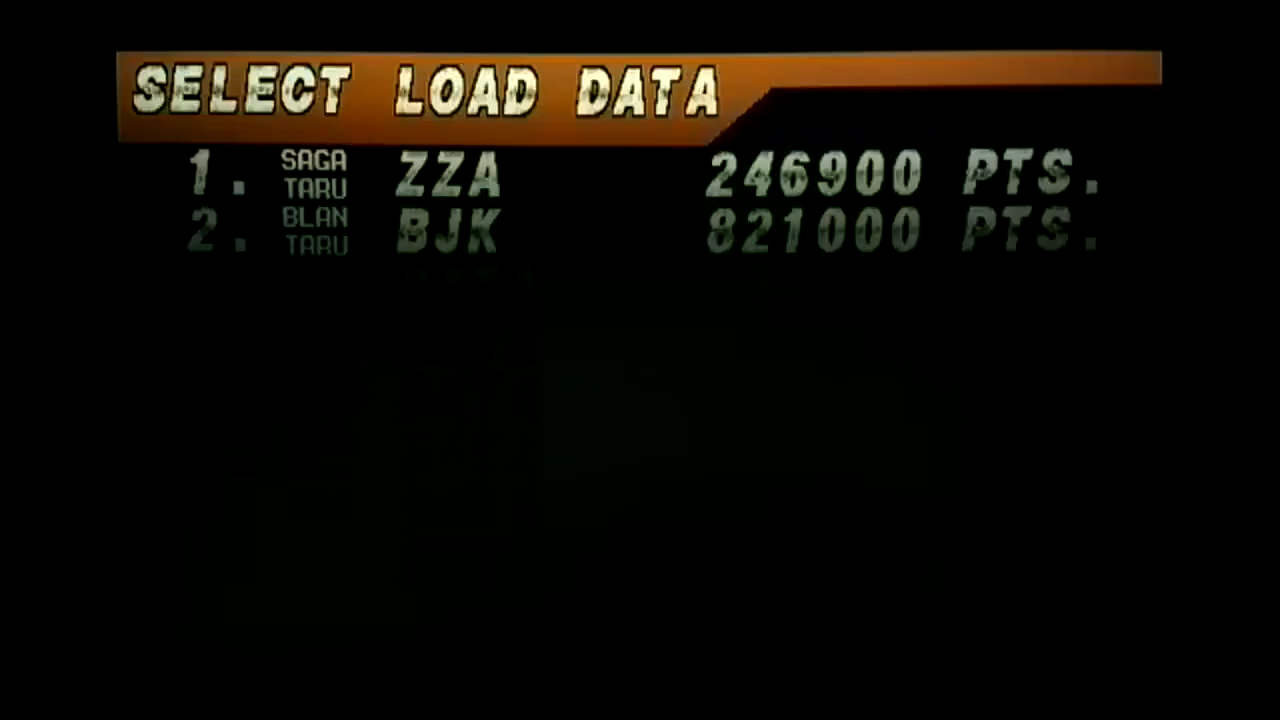 SELECT LOAD DATA
1. SAGA TARU ZZA 246900 PTS.
2. BLAN TARU BJK 821000 PTS.